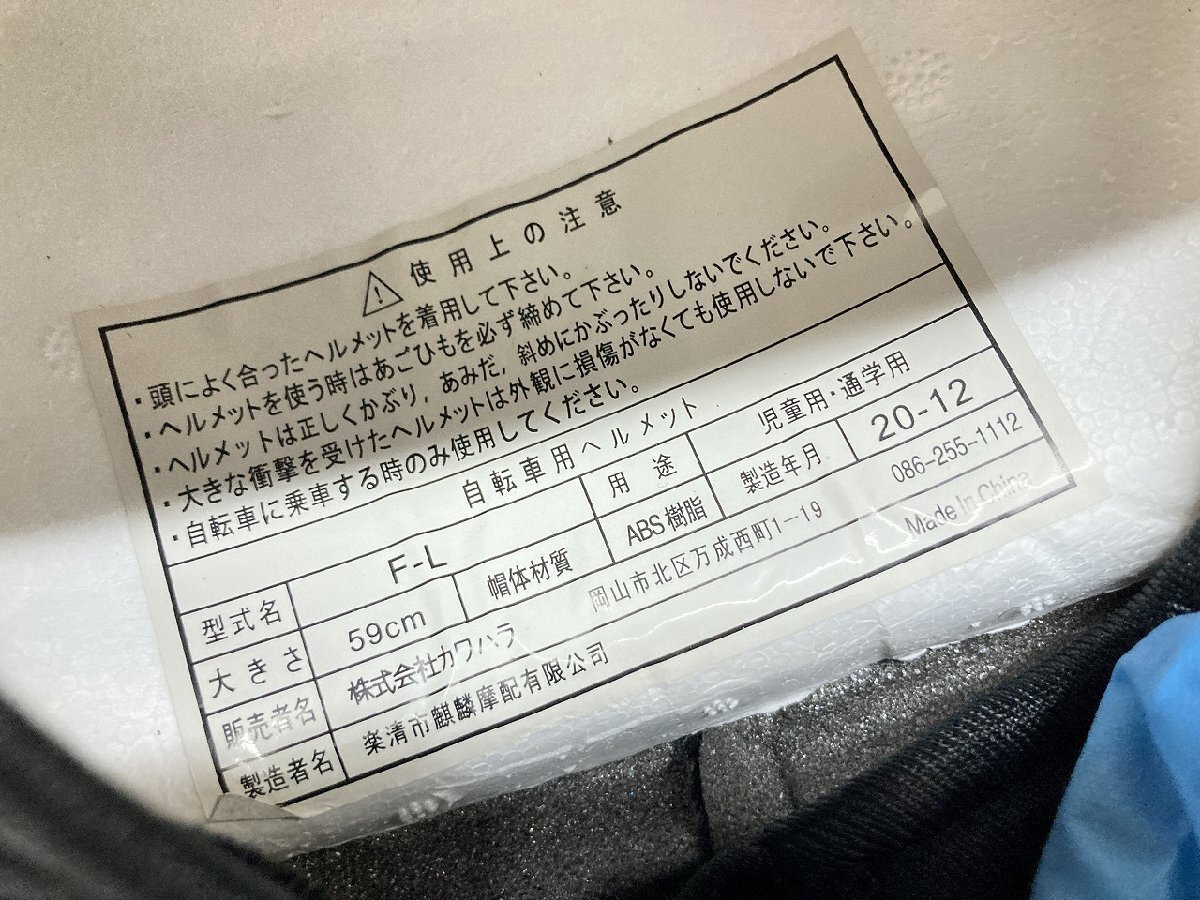 使用上の注意
・頭によく合ったヘルメットを着用して下さい。
・ヘルメットを使う時はあごひもを必ず締めて下さい。
・ヘルメットは正しくかぶり，あみだ，斜めにかぶったりしないでください。
・大きな衝撃を受けたヘルメットは外観に損傷がなくても使用しないで下さい。
・自転車に乗車する時のみ使用してください。
自転車用ヘルメット
型式名 F-L 用途 児童用・通学用
大きさ 59cm 帽体材質 ABS樹脂 製造年月 20-12
販売者名 株式会社カワハラ 岡山市北区万成西町1－19 086-255-1112
製造者名 楽清市麒麟摩配有限公司 Made In China